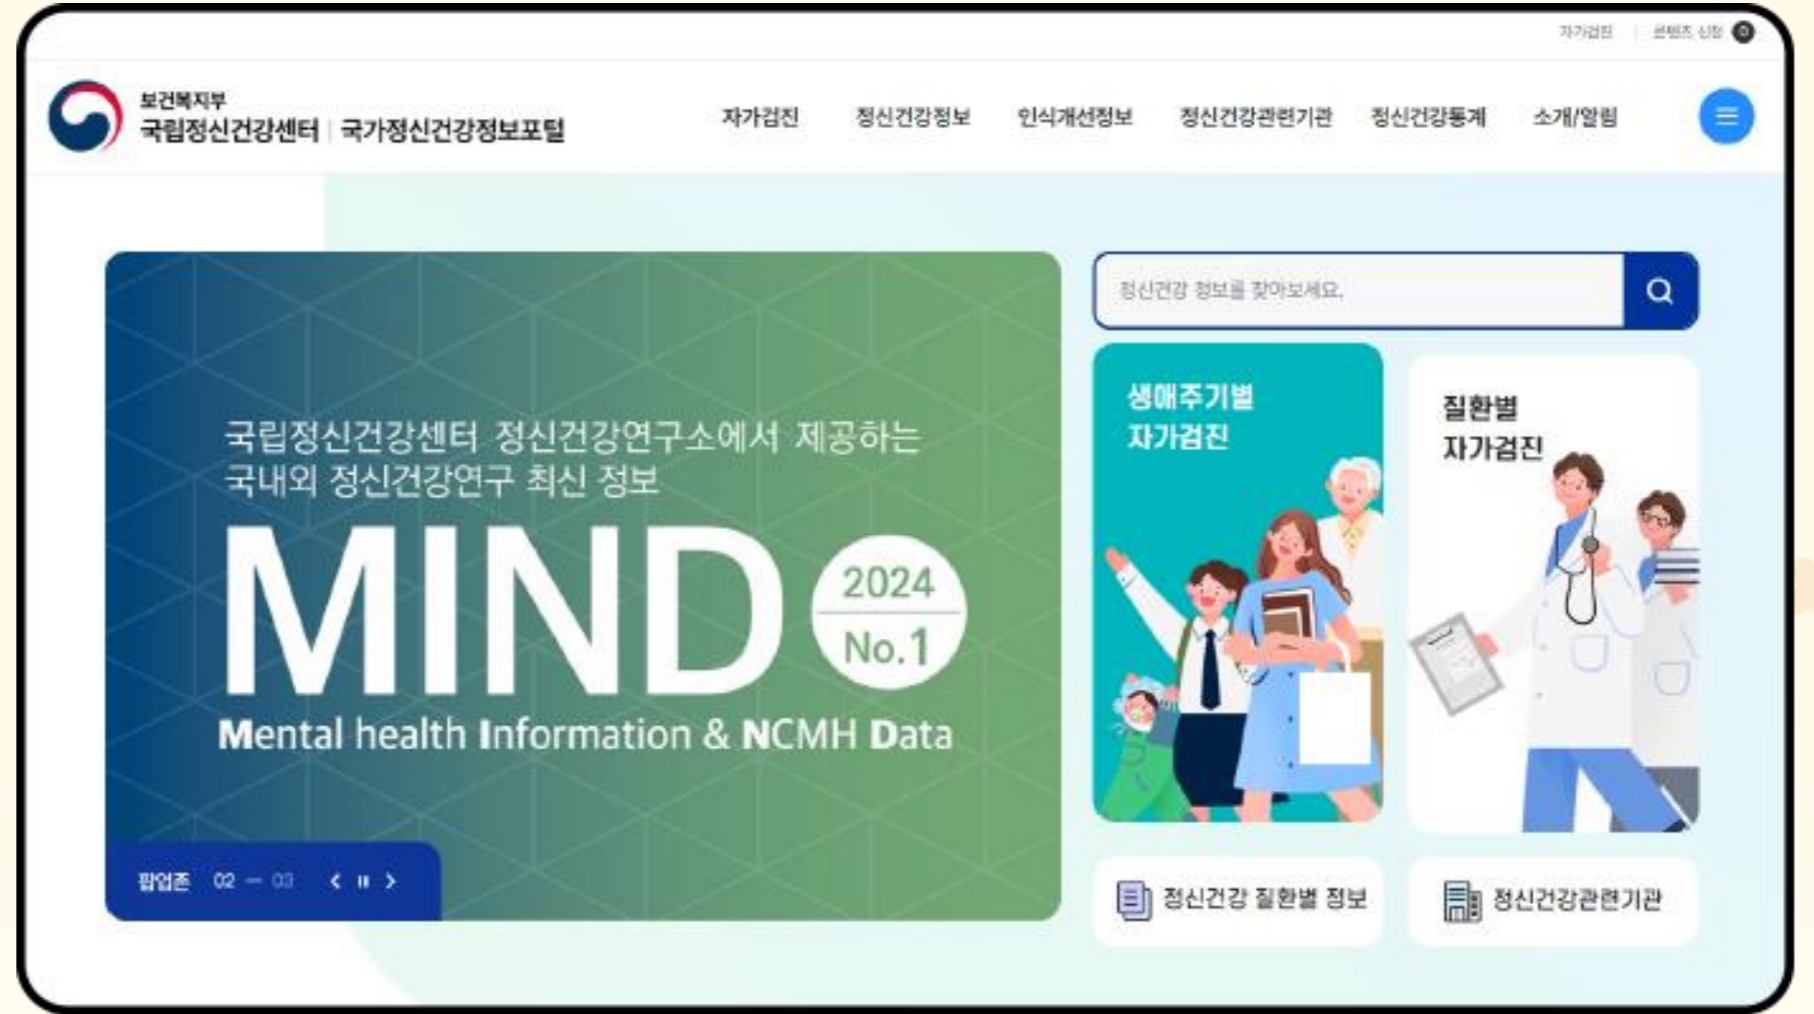 자가검진
콘텐츠 신청 0
보건복지부
국립정신건강센터 국가정신건강정보포털
자가검진
정신건강정보
인식개선정보
정신건강관련기관
정신건강통계
소개/알림
국립정신건강센터 정신건강연구소에서 제공하는
국내외 정신건강연구 최신 정보
MIND
2024
No.1
Mental health Information & NCMH Data
팝업존 02 — 03
정신건강 정보를 찾아보세요.
생애주기별
자가검진
질환별
자가검진
정신건강 질환별 정보
정신건강관련기관